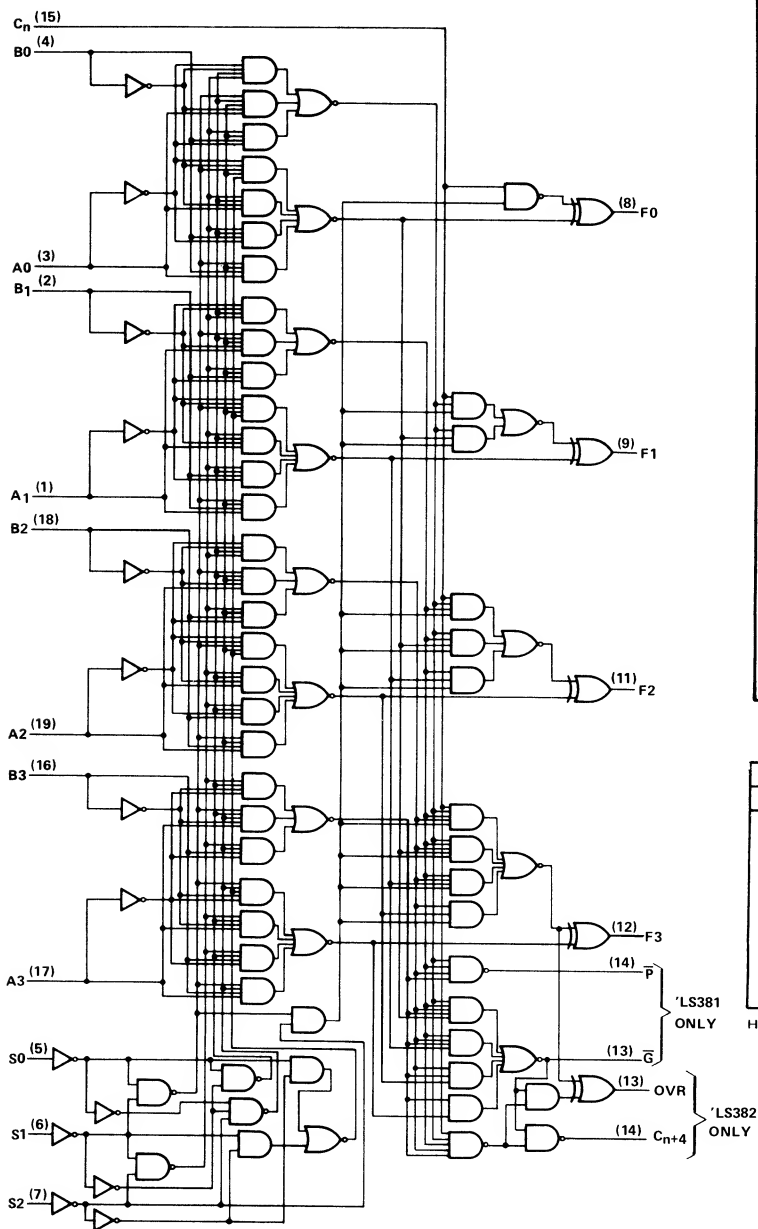 Cn (15)
B0 (4)
(8) F0
A0 (3)
B1 (2)
(9) F1
A1 (1)
B2 (18)
(11) F2
A2 (19)
B3 (16)
(12) F3
A3 (17)
(14) P̅
'LS381 ONLY
H
S0 (5)
(13) G̅
(13) OVR
S1 (6)
(14) Cn+4
'LS382 ONLY
S2 (7)